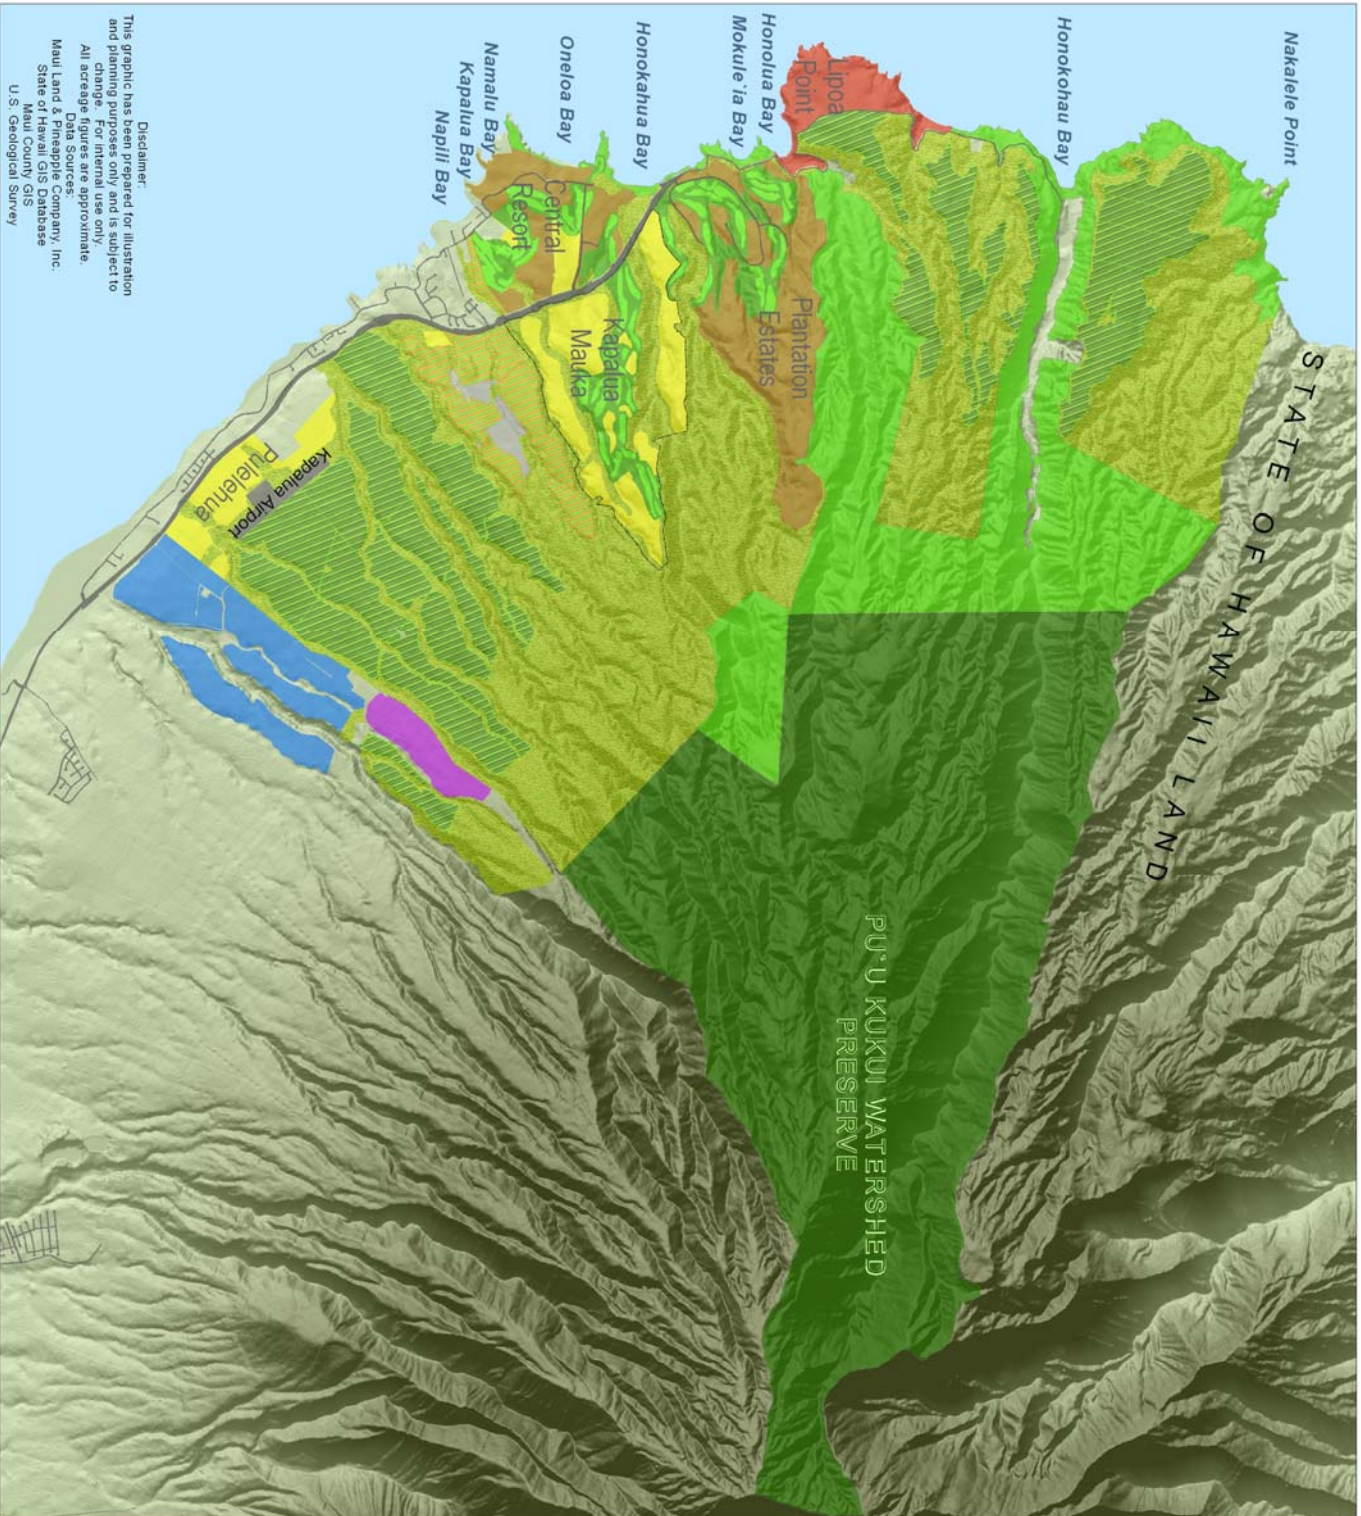 Nakalele Point
Honokohau Bay
Honolua Bay
Mokule`ia Bay
Honokahua Bay
Oneloa Bay
Namalu Bay
Kapalua Bay
Napili Bay
Lipoa
Point
STATE OF HAWAII LAND
Plantation
Estates
Kapalua
Mauka
Central
Resort
Kapalua Airport
Pulelehua
PU`U KUKUI WATERSHED
PRESERVE
Disclaimer:
This graphic has been prepared for illustration
and planning purposes only and is subject to
change. For internal use only.
All acreage figures are approximate.
Data Sources:
Maui Land & Pineapple Company, Inc.
State of Hawaii GIS Database
Maui County GIS
U.S. Geological Survey